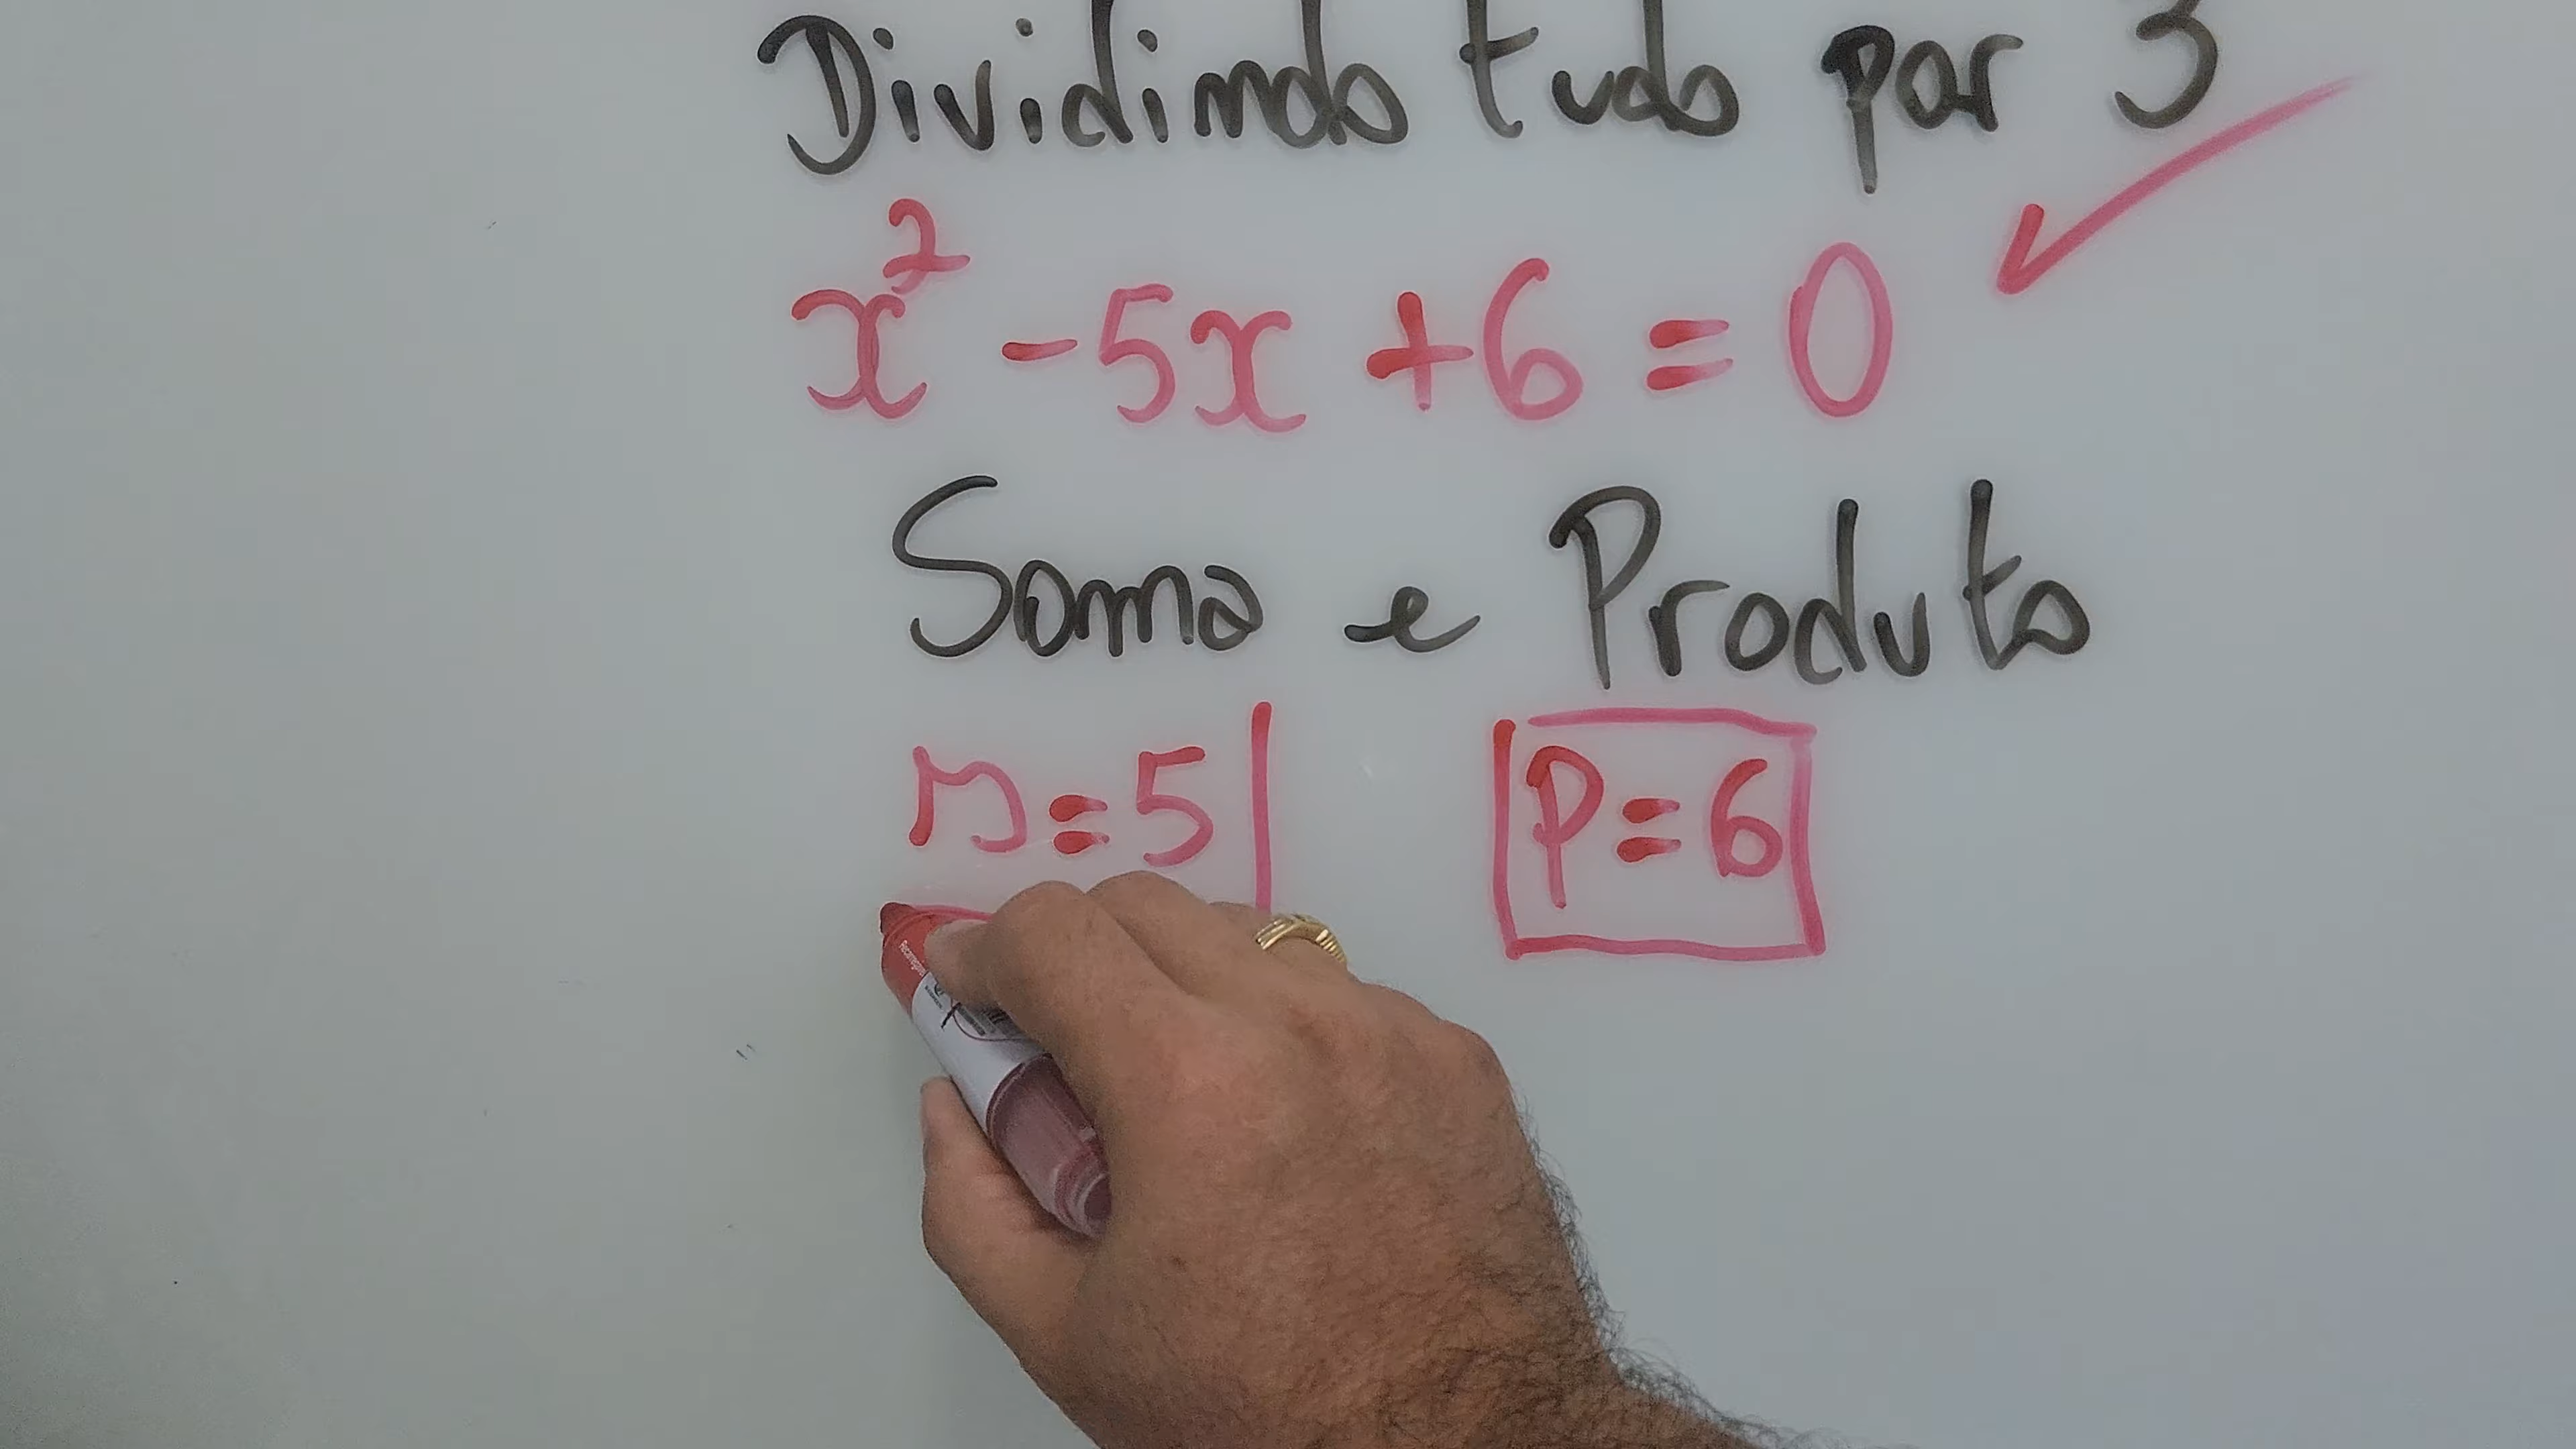 Dividindo tudo por 3
x² - 5x + 6 = 0
Soma e Produto
s = 5 P = 6